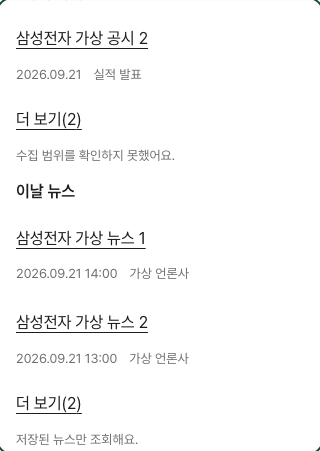 삼성전자 가상 공시 2
2026.09.21 실적 발표
더 보기(2)
수집 범위를 확인하지 못했어요.
이날 뉴스
삼성전자 가상 뉴스 1
2026.09.21 14:00 가상 언론사
삼성전자 가상 뉴스 2
2026.09.21 13:00 가상 언론사
더 보기(2)
저장된 뉴스만 조회해요.